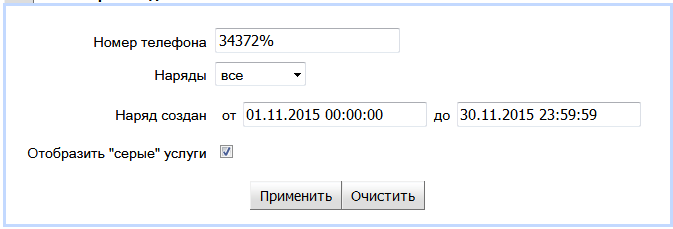 Номер телефона 34372%
Наряды все
Наряд создан от 01.11.2015 00:00:00 до 30.11.2015 23:59:59
Отобразить "серые" услуги
Применить Очистить